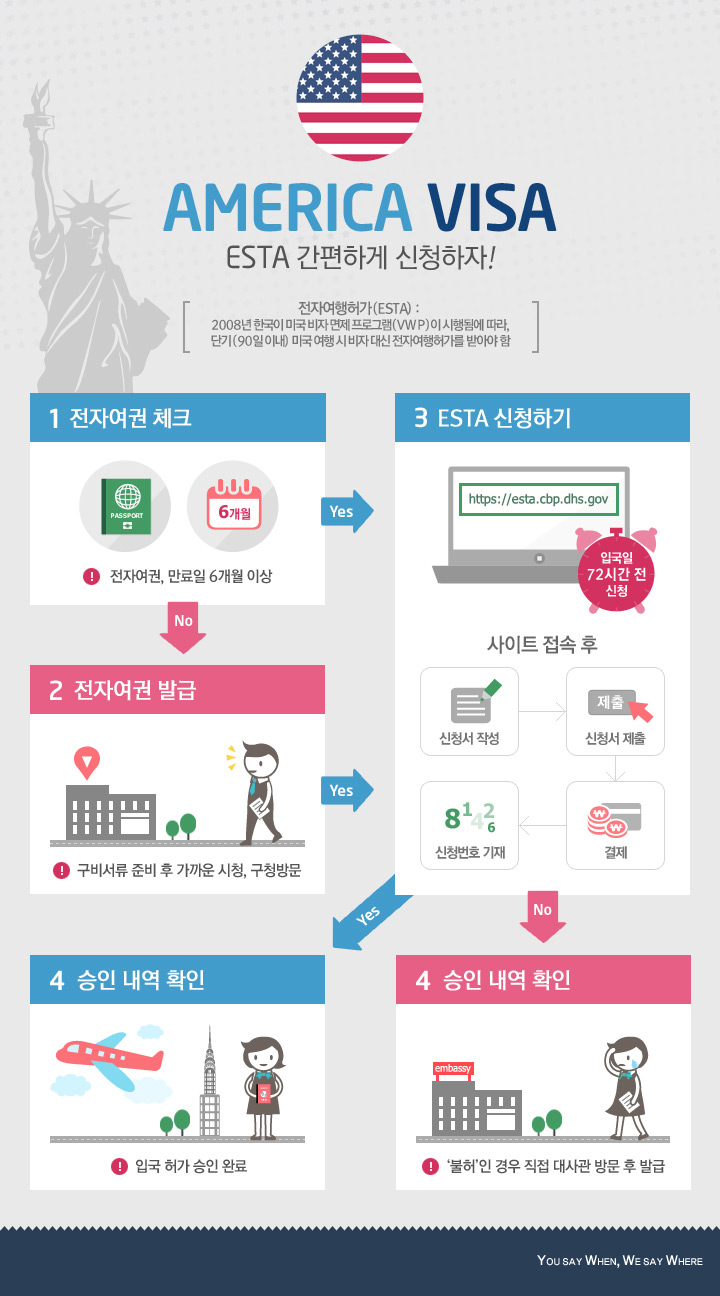 AMERICA VISA
ESTA 간편하게 신청하자!
전자여행허가(ESTA) :
2008년 한국이 미국 비자 면제 프로그램(VWP)이 시행됨에 따라,
단기(90일 이내) 미국 여행 시 비자 대신 전자여행허가를 받아야 함
1 전자여권 체크
PASSPORT
6개월
! 전자여권, 만료일 6개월 이상
Yes
No
2 전자여권 발급
! 구비서류 준비 후 가까운 시청, 구청방문
Yes
3 ESTA 신청하기
https://esta.cbp.dhs.gov
입국일
72시간 전
신청
사이트 접속 후
신청서 작성
제출
신청서 제출
₩
₩
결제
8 1 4 2 6
신청번호 기재
Yes
No
4 승인 내역 확인
! 입국 허가 승인 완료
4 승인 내역 확인
embassy
! ‘불허’인 경우 직접 대사관 방문 후 발급
YOU SAY WHEN, WE SAY WHERE